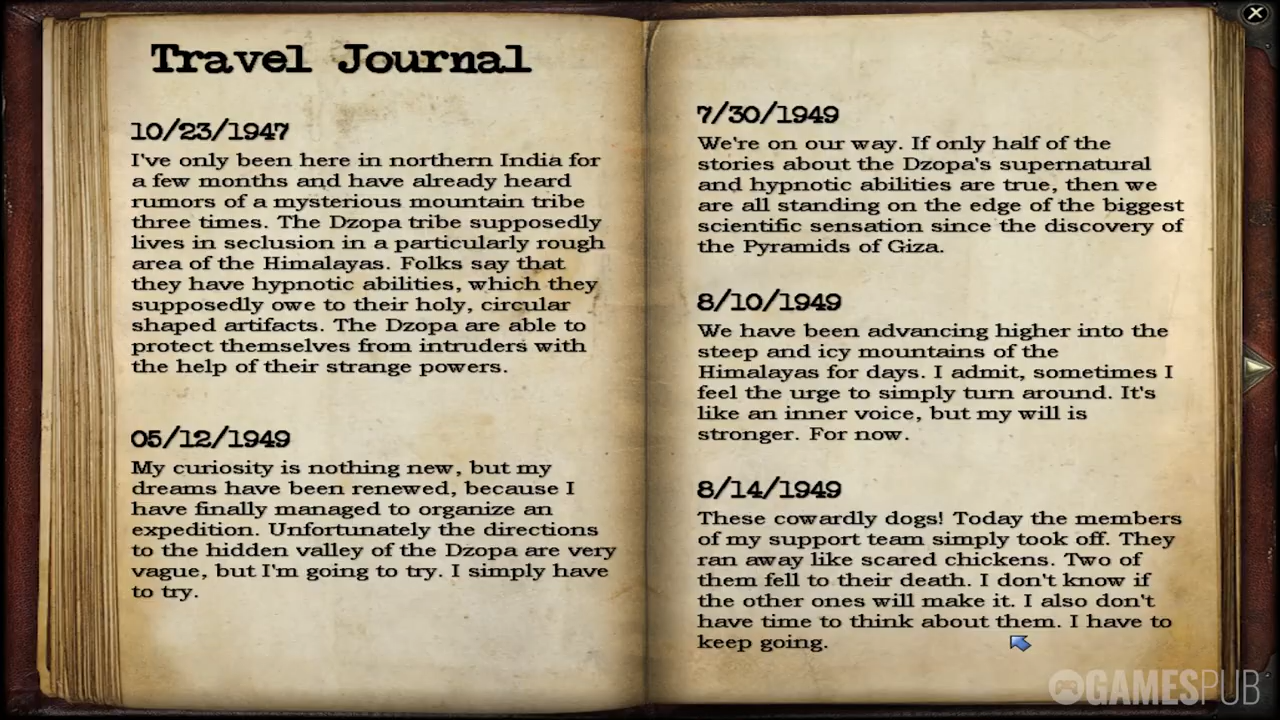 Travel Journal
10/23/1947
I've only been here in northern India for
a few months and have already heard
rumors of a mysterious mountain tribe
three times. The Dzopa tribe supposedly
lives in seclusion in a particularly rough
area of the Himalayas. Folks say that
they have hypnotic abilities, which they
supposedly owe to their holy, circular
shaped artifacts. The Dzopa are able to
protect themselves from intruders with
the help of their strange powers.
05/12/1949
My curiosity is nothing new, but my
dreams have been renewed, because I
have finally managed to organize an
expedition. Unfortunately the directions
to the hidden valley of the Dzopa are very
vague, but I'm going to try. I simply have
to try.
7/30/1949
We're on our way. If only half of the
stories about the Dzopa's supernatural
and hypnotic abilities are true, then we
are all standing on the edge of the biggest
scientific sensation since the discovery of
the Pyramids of Giza.
8/10/1949
We have been advancing higher into the
steep and icy mountains of the
Himalayas for days. I admit, sometimes I
feel the urge to simply turn around. It's
like an inner voice, but my will is
stronger. For now.
8/14/1949
These cowardly dogs! Today the members
of my support team simply took off. They
ran away like scared chickens. Two of
them fell to their death. I don't know if
the other ones will make it. I also don't
have time to think about them. I have to
keep going.
GAMESPUB